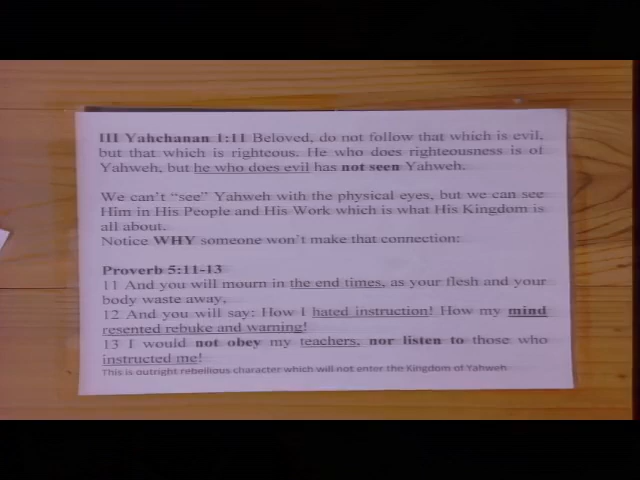 III Yahchanan 1:11 Beloved, do not follow that which is evil,
but that which is righteous. He who does righteousness is of
Yahweh, but he who does evil has not seen Yahweh.
We can't "see" Yahweh with the physical eyes, but we can see
Him in His People and His Work which is what His Kingdom is
all about.
Notice WHY someone won't make that connection:
Proverb 5:11-13
11 And you will mourn in the end times, as your flesh and your
body waste away,
12 And you will say: How I hated instruction! How my mind
resented rebuke and warning!
13 I would not obey my teachers, nor listen to those who
instructed me!
This is outright rebellious character which will not enter the Kingdom of Yahweh